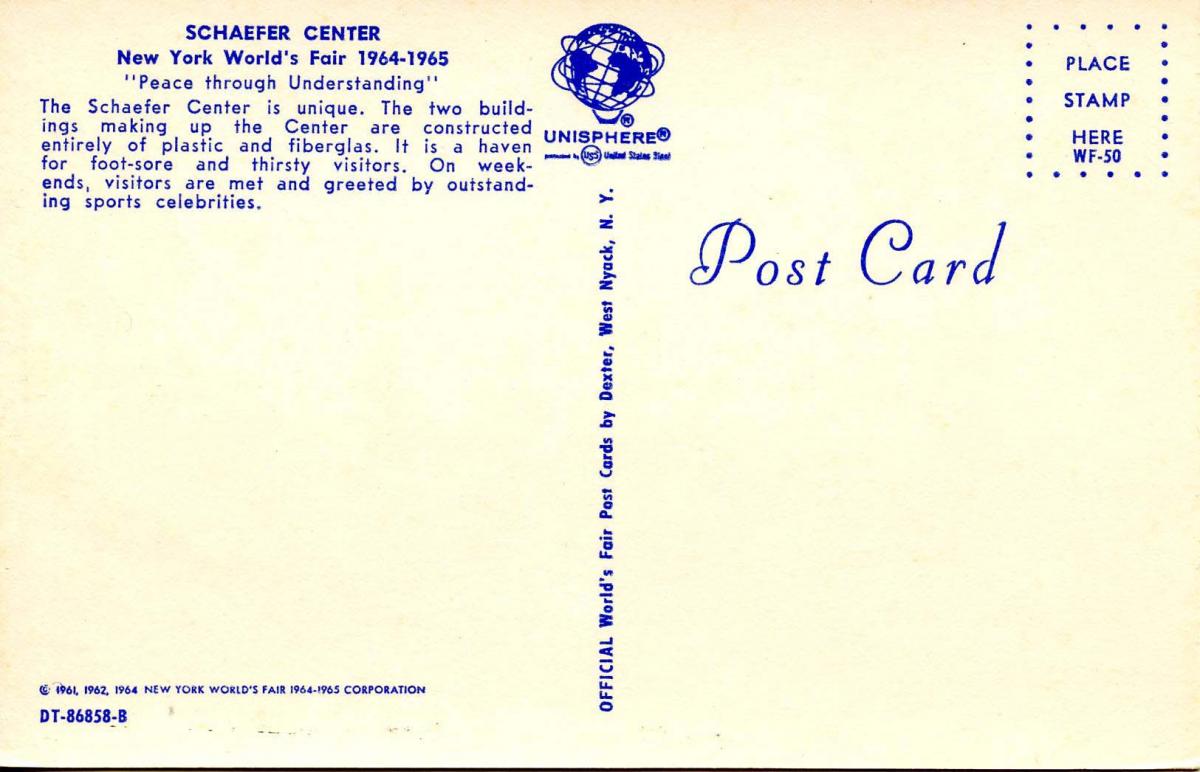 SCHAEFER CENTER
New York World's Fair 1964-1965
"Peace through Understanding"
The Schaefer Center is unique. The two build-
ings making up the Center are constructed
entirely of plastic and fiberglas. It is a haven
for foot-sore and thirsty visitors. On week-
ends, visitors are met and greeted by outstand-
ing sports celebrities.
© 1961, 1962, 1964 NEW YORK WORLD'S FAIR 1964-1965 CORPORATION
DT-86858-B
®
UNISPHERE®
presented by USS United States Steel
OFFICIAL World's Fair Post Cards by Dexter, West Nyack, N. Y.
Post Card
PLACE
STAMP
HERE
WF-50